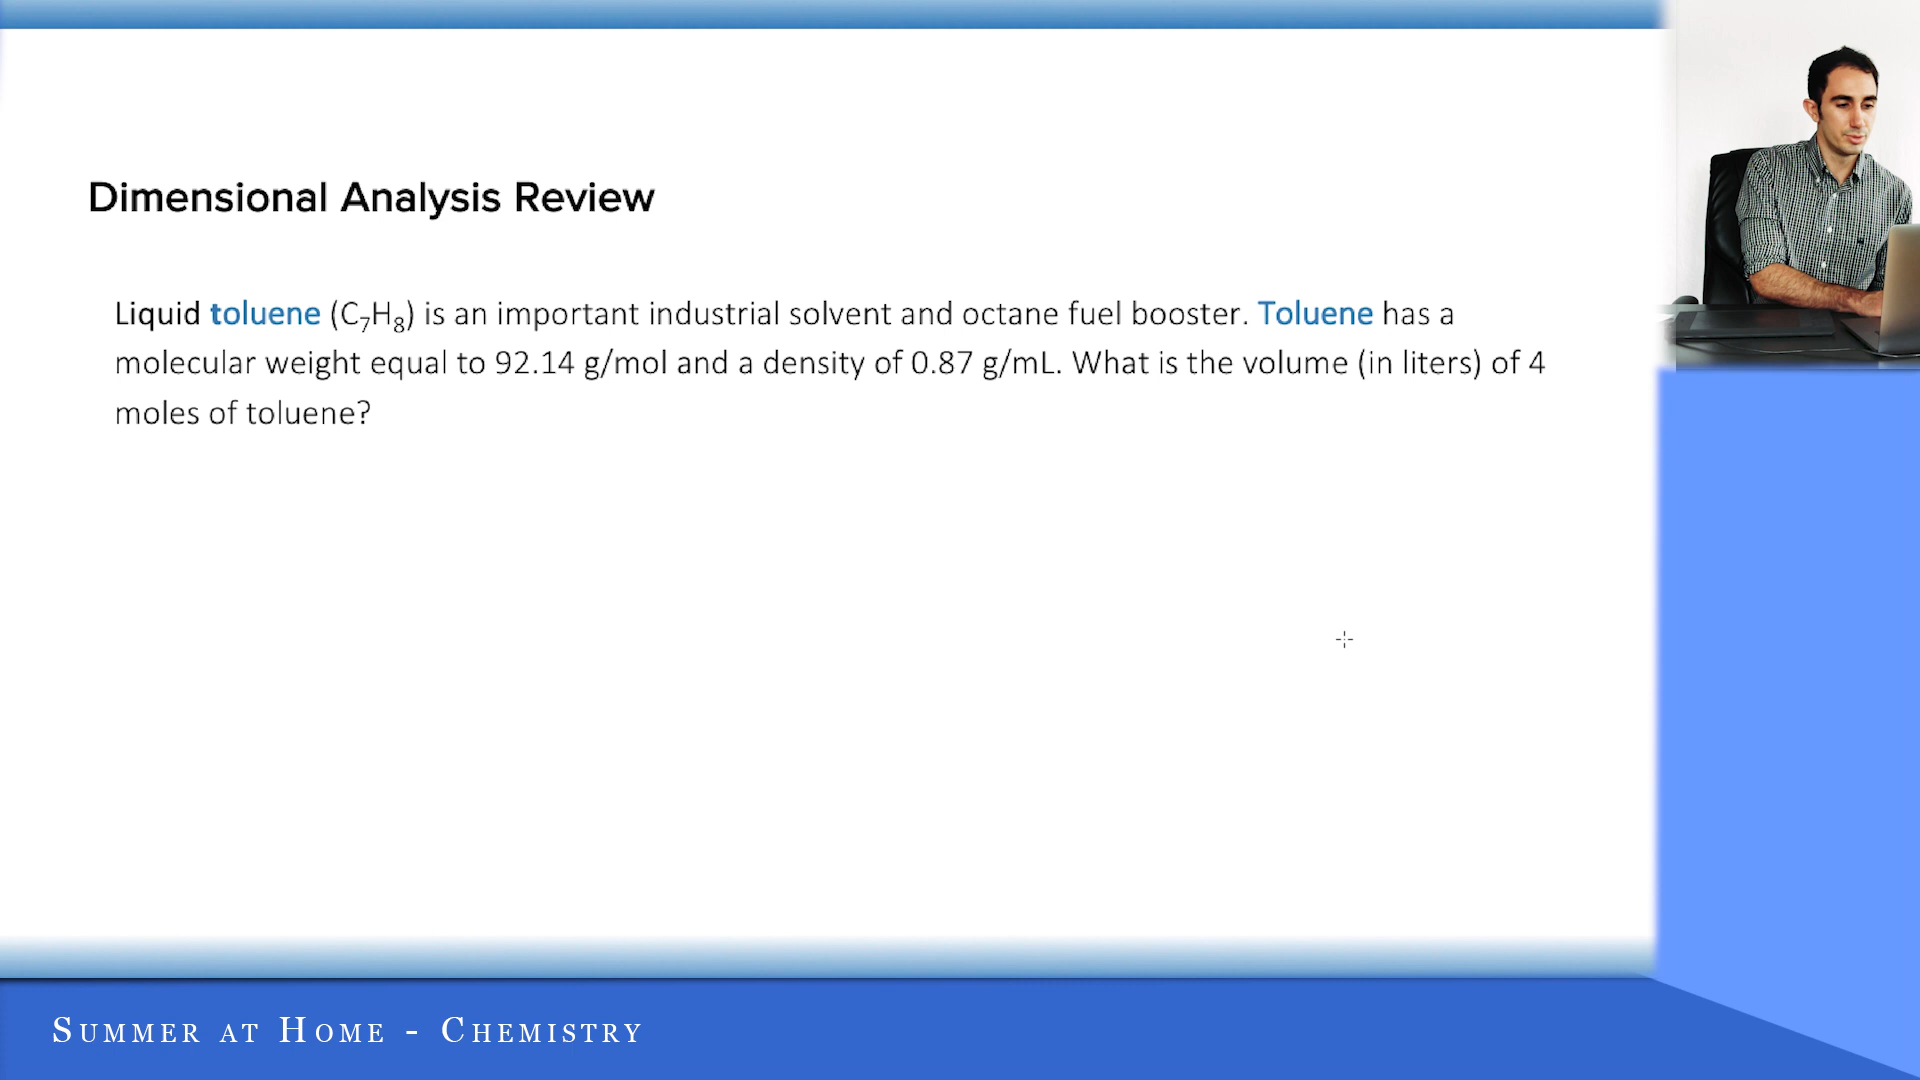 Dimensional Analysis Review
Liquid toluene (C₇H₈) is an important industrial solvent and octane fuel booster. Toluene has a
molecular weight equal to 92.14 g/mol and a density of 0.87 g/mL. What is the volume (in liters) of 4
moles of toluene?
Summer at Home - Chemistry